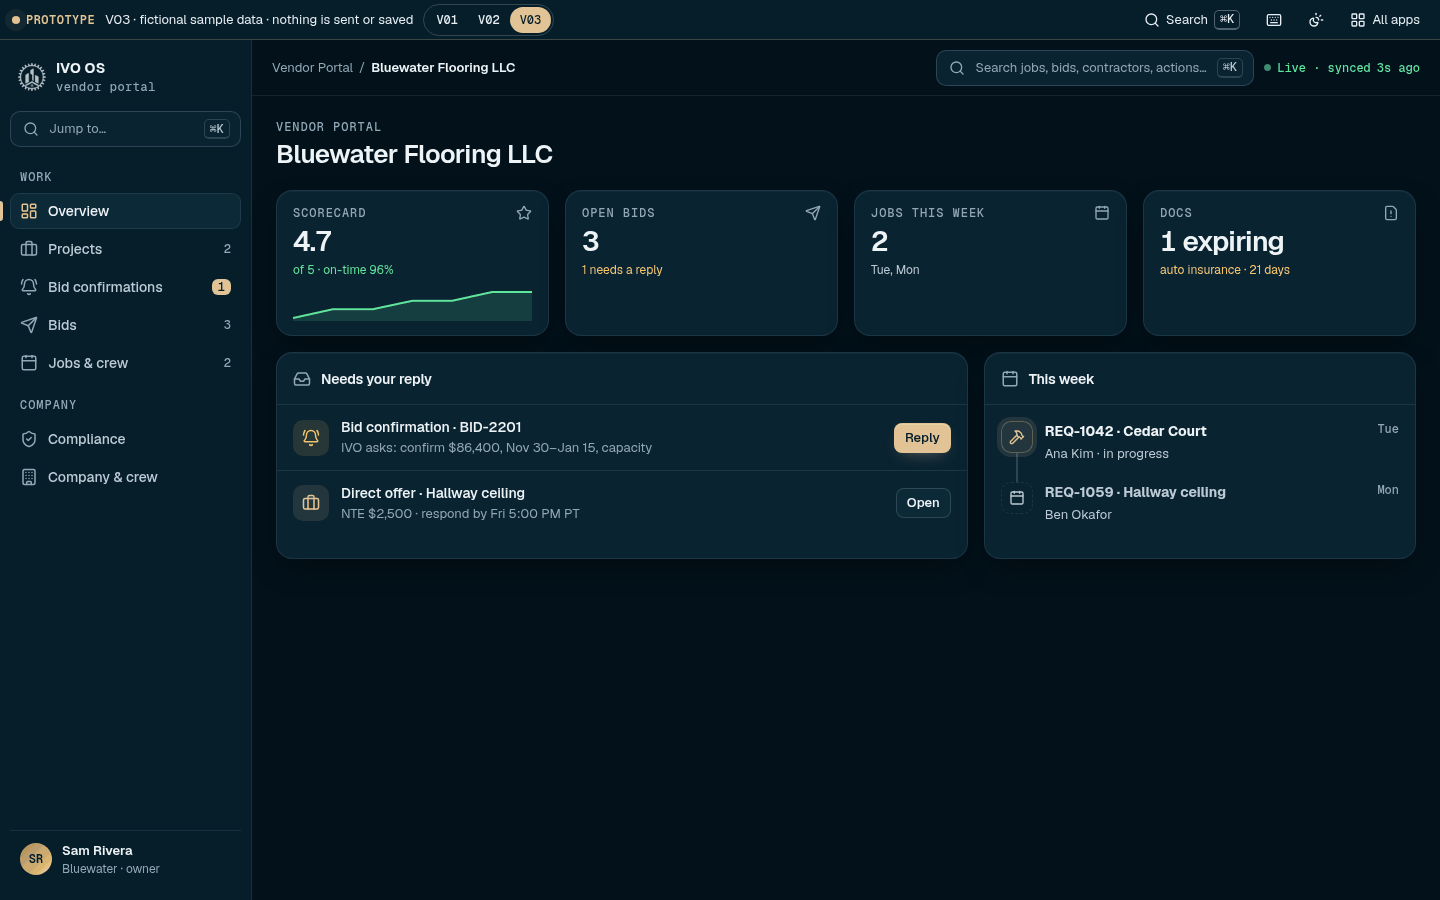 PROTOTYPE V03 · fictional sample data · nothing is sent or saved V01 V02 V03 Search ⌘K All apps
IVO OS
vendor portal
Jump to… ⌘K
WORK
Overview
Projects 2
Bid confirmations 1
Bids 3
Jobs & crew 2
COMPANY
Compliance
Company & crew
SR Sam Rivera
Bluewater · owner
Vendor Portal / Bluewater Flooring LLC
Search jobs, bids, contractors, actions… ⌘K
Live · synced 3s ago
VENDOR PORTAL
Bluewater Flooring LLC
SCORECARD
4.7
of 5 · on-time 96%
OPEN BIDS
3
1 needs a reply
JOBS THIS WEEK
2
Tue, Mon
DOCS
1 expiring
auto insurance · 21 days
Needs your reply
Bid confirmation · BID-2201
IVO asks: confirm $86,400, Nov 30–Jan 15, capacity
Reply
Direct offer · Hallway ceiling
NTE $2,500 · respond by Fri 5:00 PM PT
Open
This week
REQ-1042 · Cedar Court Tue
Ana Kim · in progress
REQ-1059 · Hallway ceiling Mon
Ben Okafor